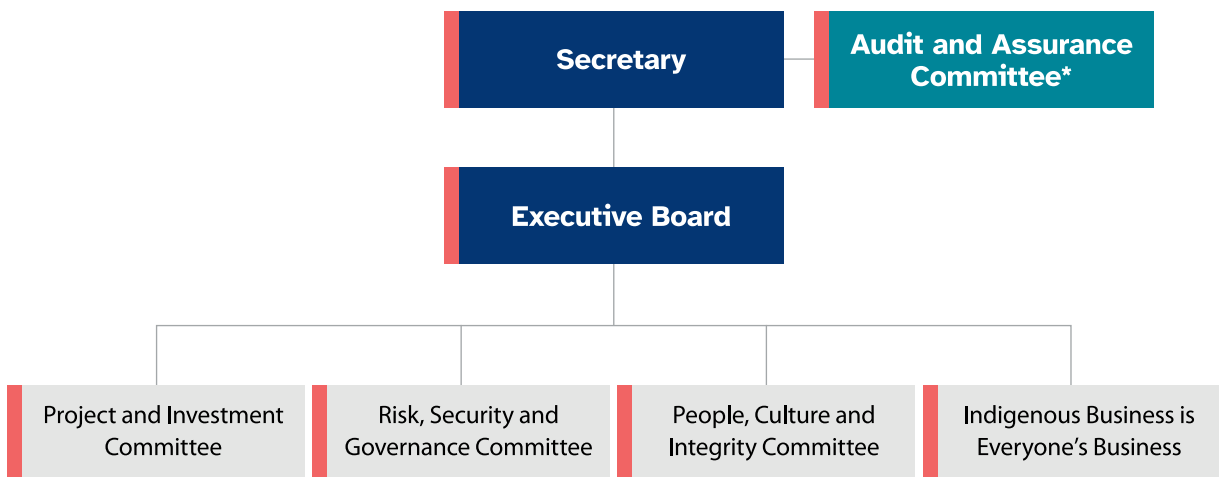 Secretary
Audit and Assurance
Committee*
Executive Board
Project and Investment
Committee
Risk, Security and
Governance Committee
People, Culture and
Integrity Committee
Indigenous Business is
Everyone’s Business